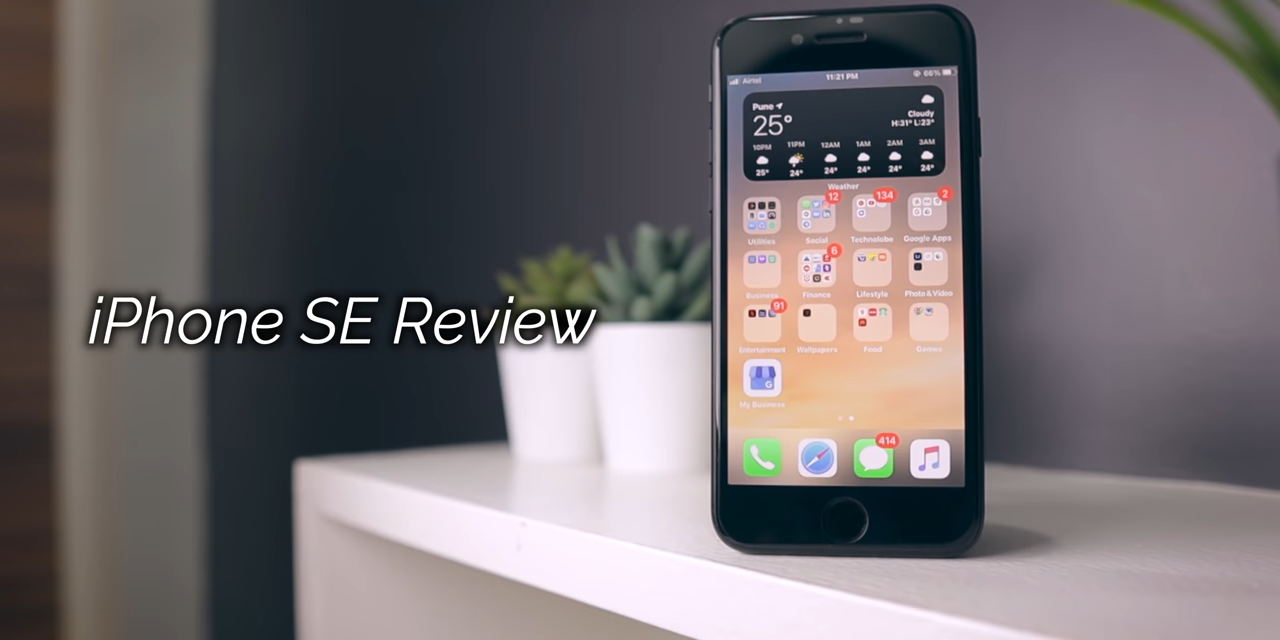 iPhone SE Review
Airtel 11:21 PM 66%
Pune
25°
Cloudy
H:31° L:23°
10PM 11PM 12AM 1AM 2AM 3AM
25° 24° 24° 24° 24° 24°
Weather
12 134 2
Utilities Social Technolobe Google Apps
6
Business Finance Lifestyle Photo & Video
91
Entertainment Wallpapers Food Games
G
My Business
414